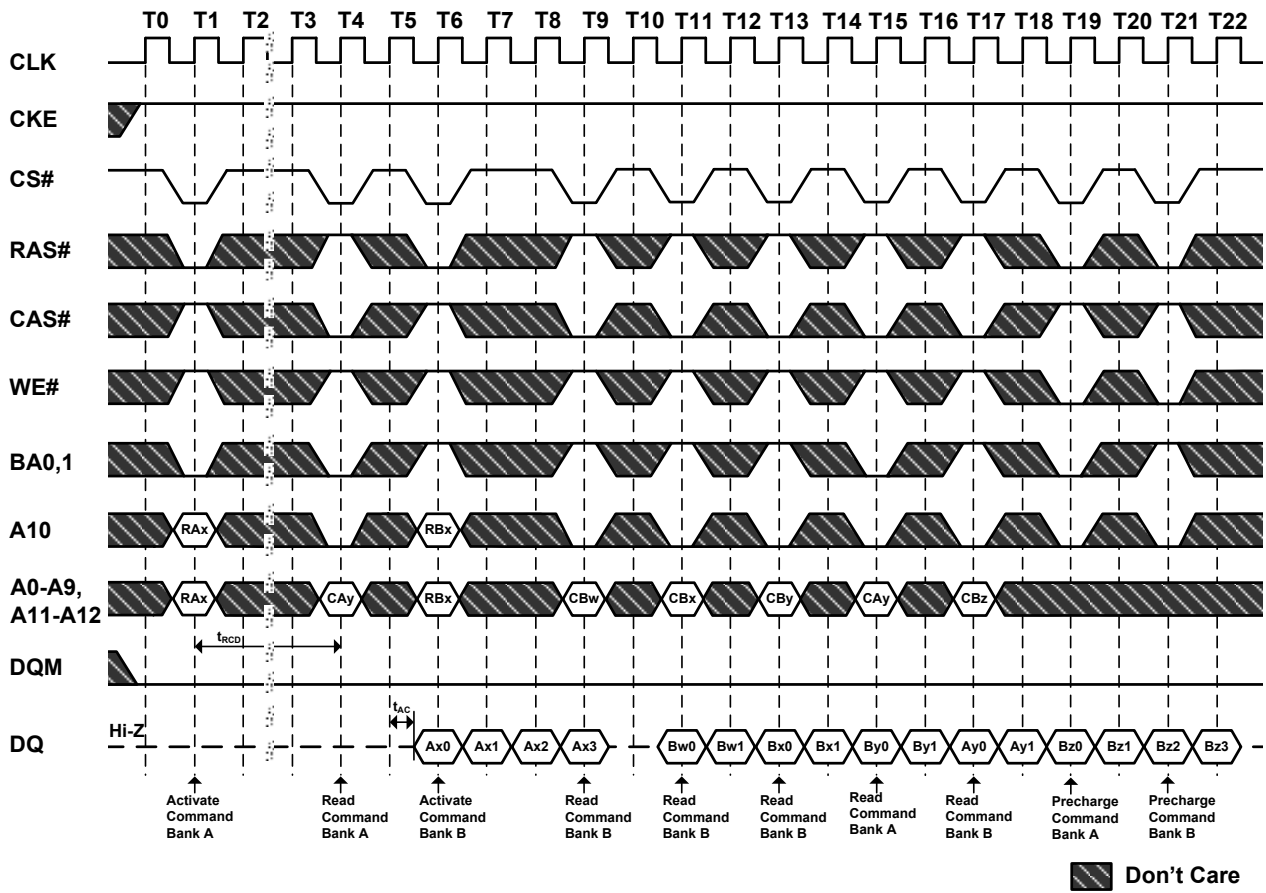 T0 T1 T2 T3 T4 T5 T6 T7 T8 T9 T10 T11 T12 T13 T14 T15 T16 T17 T18 T19 T20 T21 T22
CLK
CKE
CS#
RAS#
CAS#
WE#
BA0,1
A10
RAx RBx
A0-A9,
A11-A12
RAx CAy RBx CBw CBx CBy CAy CBz
tRCD
DQM
tAC
Hi-Z
DQ
Ax0 Ax1 Ax2 Ax3 Bw0 Bw1 Bx0 Bx1 By0 By1 Ay0 Ay1 Bz0 Bz1 Bz2 Bz3
Activate
Command
Bank A
Read
Command
Bank A
Activate
Command
Bank B
Read
Command
Bank B
Read
Command
Bank B
Read
Command
Bank B
Read
Command
Bank A
Read
Command
Bank B
Precharge
Command
Bank A
Precharge
Command
Bank B
Don't Care